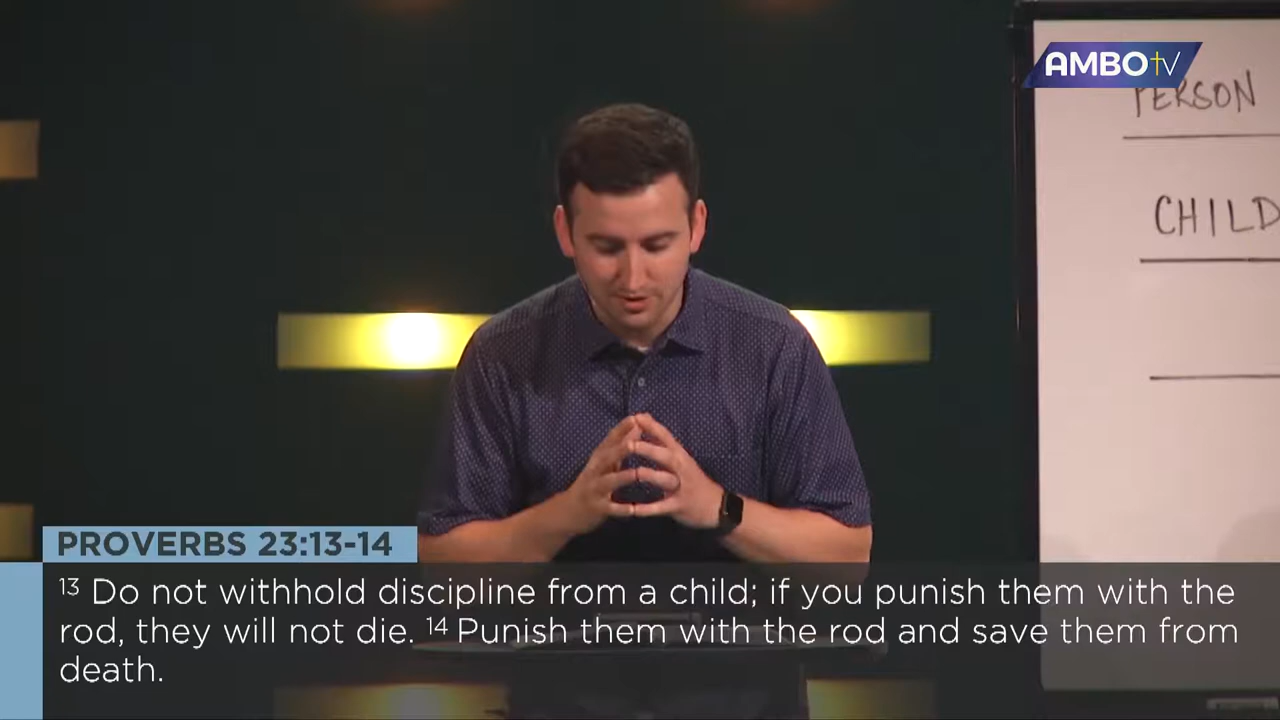 AMBOtv
PERSON
CHILD
PROVERBS 23:13-14
13 Do not withhold discipline from a child; if you punish them with the
rod, they will not die. 14 Punish them with the rod and save them from
death.